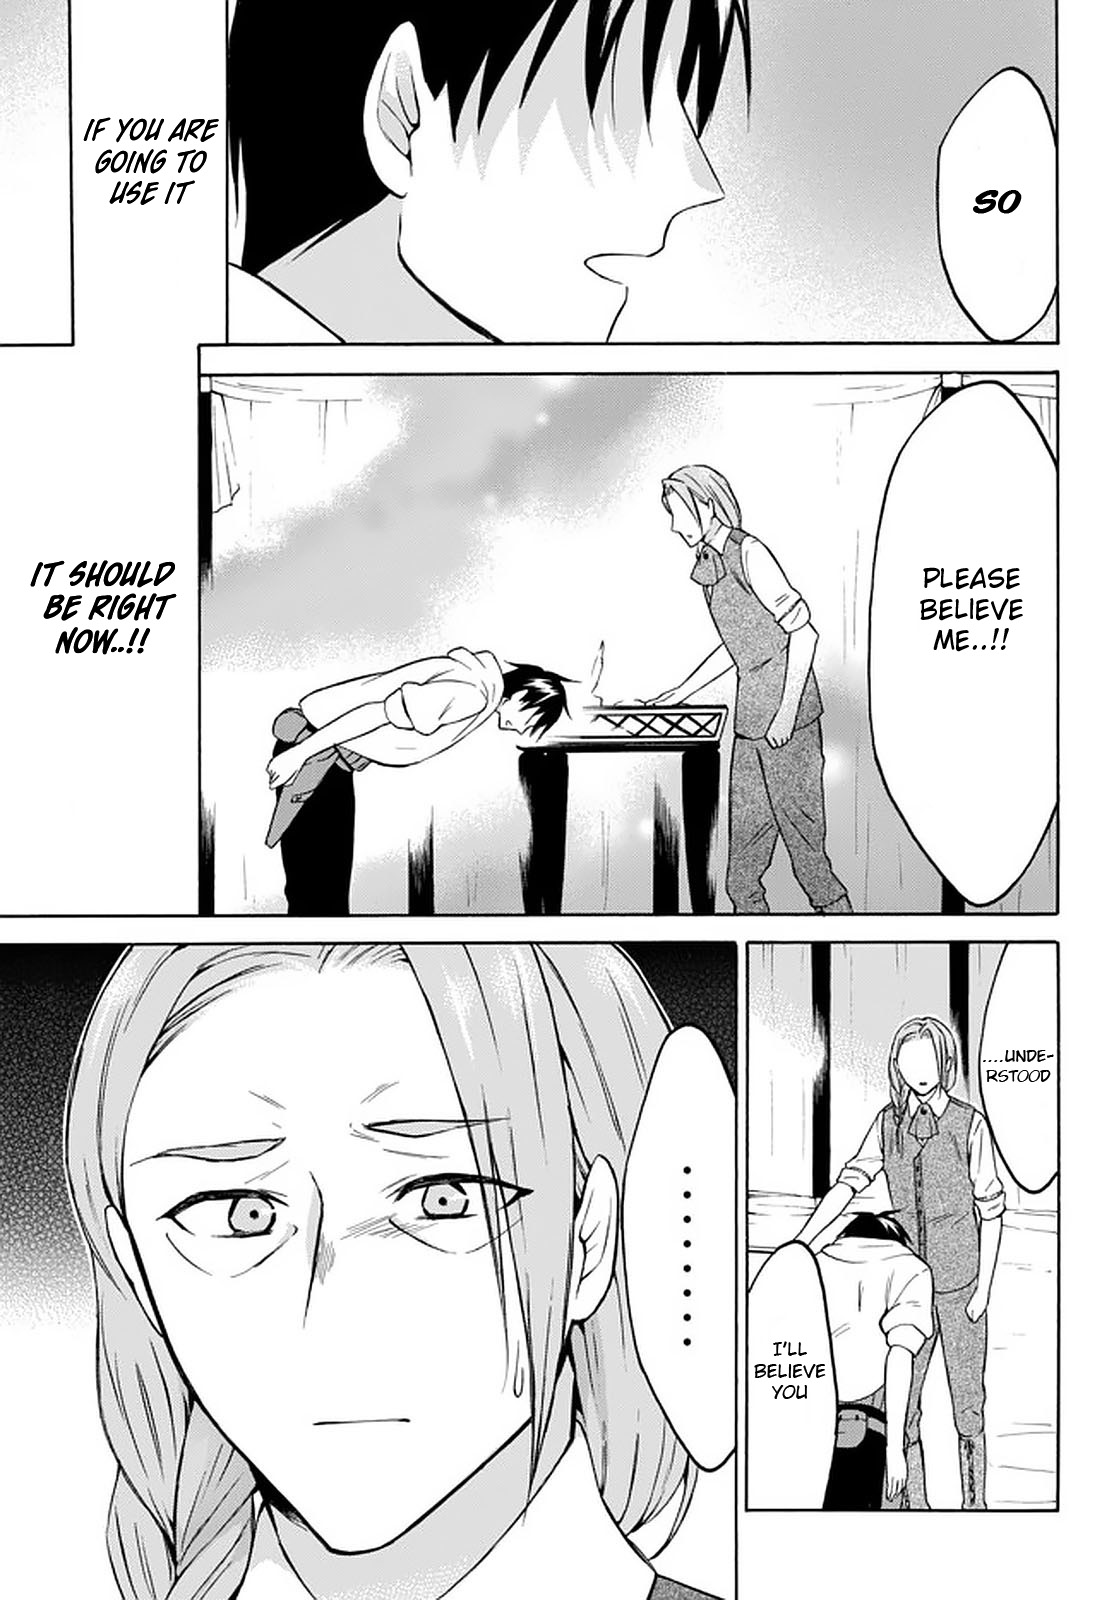 SO
IF YOU ARE
GOING TO
USE IT
PLEASE
BELIEVE
ME..!!
IT SHOULD
BE RIGHT
NOW..!!
....UNDE-
RSTOOD
I'LL
BELIEVE
YOU
........